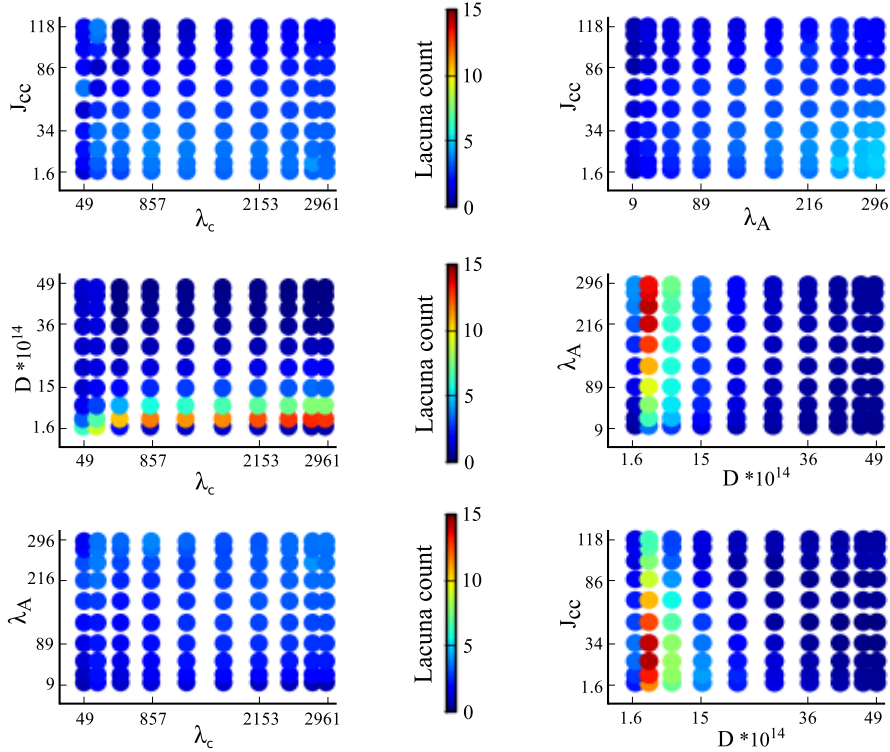 118
86
34
1.6
J_cc
49 857 2153 2961
λ_c
15
10
5
0
Lacuna count
118
86
34
1.6
J_cc
9 89 216 296
λ_A
49
36
15
1.6
D *10^14
49 857 2153 2961
λ_c
15
10
5
0
Lacuna count
296
216
89
9
λ_A
1.6 15 36 49
D *10^14
296
216
89
9
λ_A
49 857 2153 2961
λ_c
15
10
5
0
Lacuna count
118
86
34
1.6
J_cc
1.6 15 36 49
D *10^14